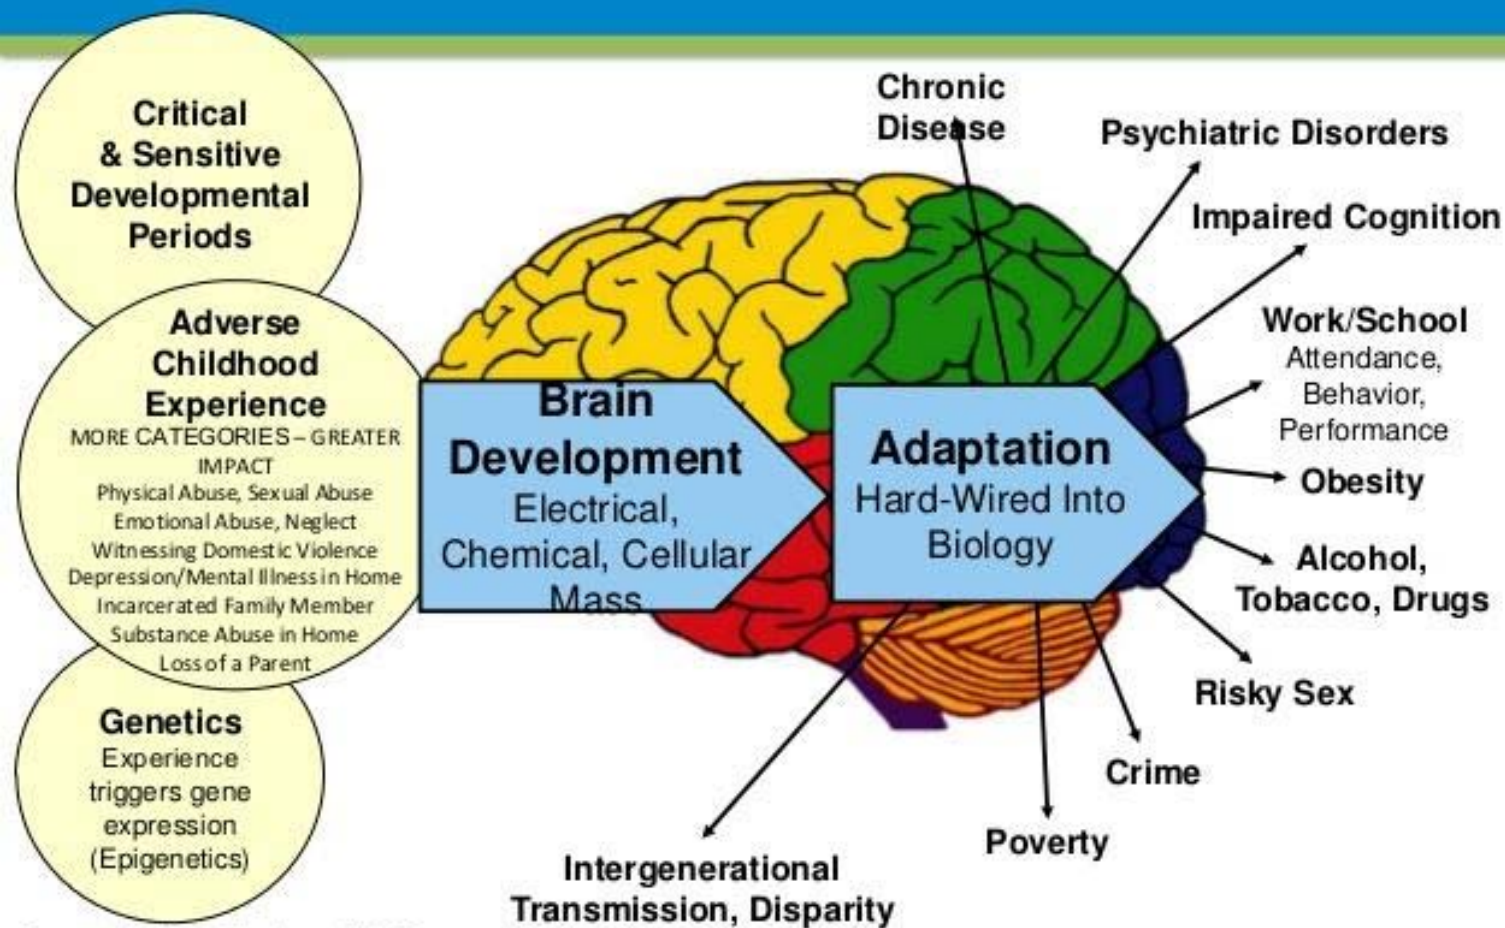 Critical
& Sensitive
Developmental
Periods
Adverse
Childhood
Experience
MORE CATEGORIES – GREATER
IMPACT
Physical Abuse, Sexual Abuse
Emotional Abuse, Neglect
Witnessing Domestic Violence
Depression/Mental Illness in Home
Incarcerated Family Member
Substance Abuse in Home
Loss of a Parent
Genetics
Experience
triggers gene
expression
(Epigenetics)
Brain
Development
Electrical,
Chemical, Cellular
Mass
Adaptation
Hard-Wired Into
Biology
Chronic
Disease
Psychiatric Disorders
Impaired Cognition
Work/School
Attendance,
Behavior,
Performance
Obesity
Alcohol,
Tobacco, Drugs
Risky Sex
Crime
Poverty
Intergenerational
Transmission, Disparity